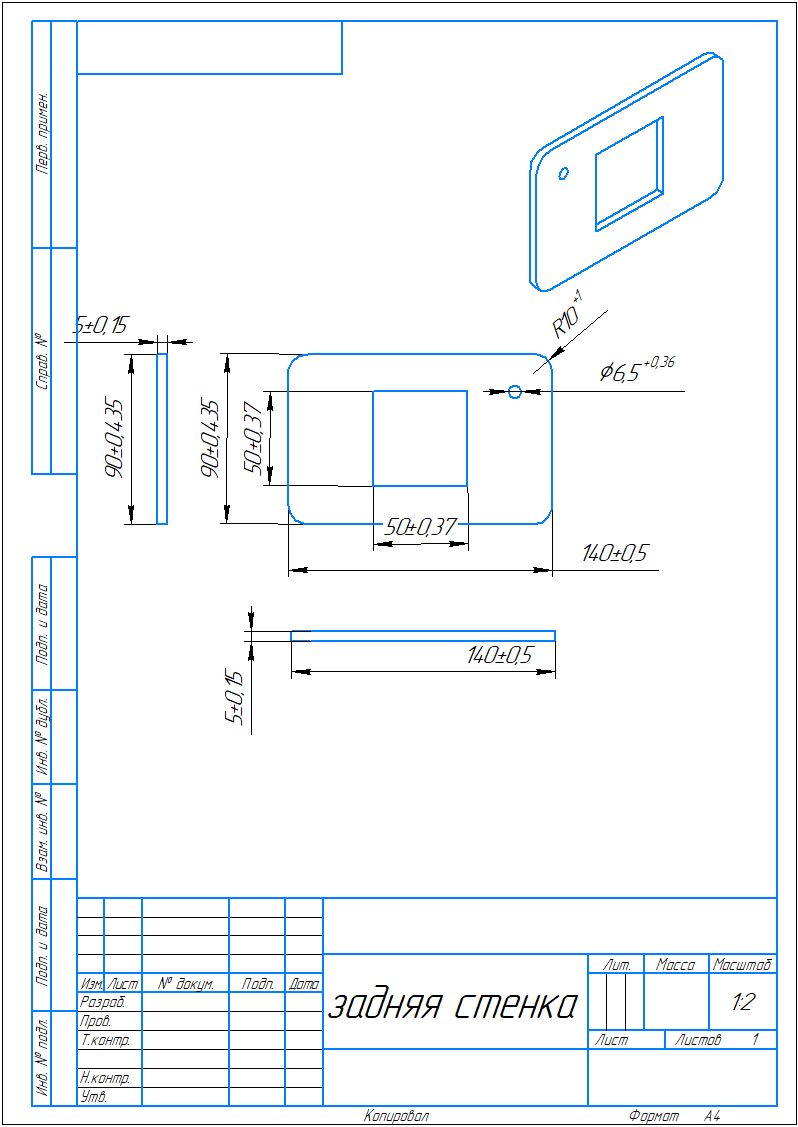 Перв. примен.
Справ. №
Подп. и дата
Инв. № дубл.
Взам. инв. №
Подп. и дата
Инв. № подл.
R10+1
5±0,15
⌀6,5+0,36
90±0,435
90±0,435
50±0,37
50±0,37
140±0,5
140±0,5
5±0,15
Изм. Лист № докум. Подп. Дата
Разраб.
Пров.
Т.контр.
Н.контр.
Утв.
задняя стенка
Лит. Масса Масштаб
1:2
Лист Листов 1
Копировал Формат А4